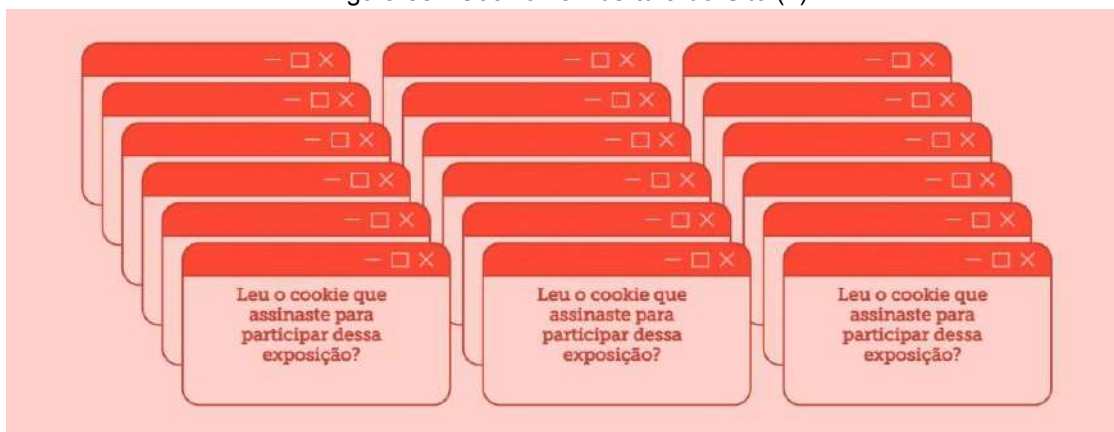 Leu o cookie que
assinaste para
participar dessa
exposição?
Leu o cookie que
assinaste para
participar dessa
exposição?
Leu o cookie que
assinaste para
participar dessa
exposição?